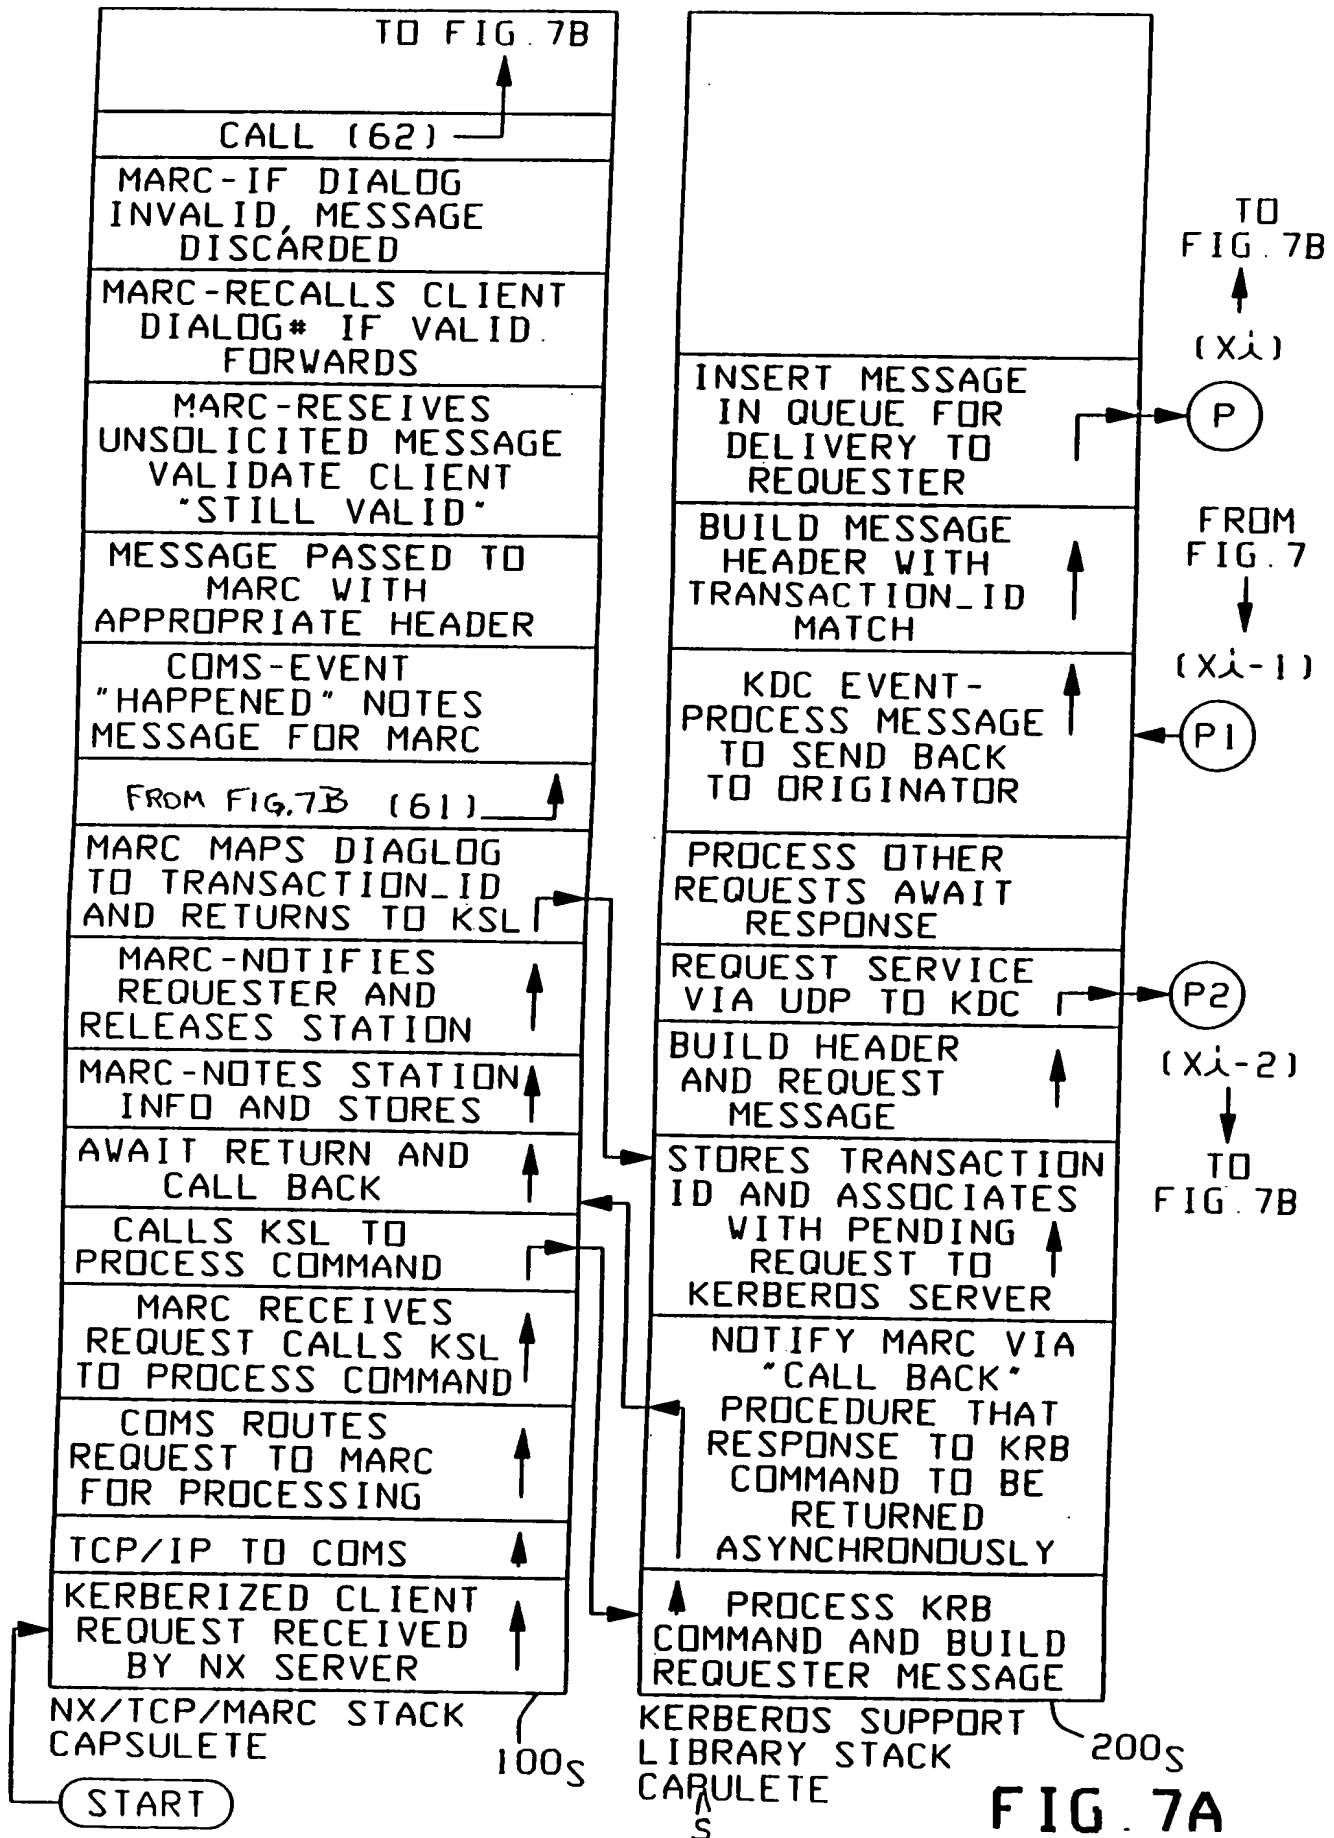 TO FIG. 7B
CALL (62)
MARC-IF DIALOG
INVALID, MESSAGE
DISCARDED
MARC-RECALLS CLIENT
DIALOG# IF VALID
FORWARDS
MARC-RESEIVES
UNSOLICITED MESSAGE
VALIDATE CLIENT
"STILL VALID"
MESSAGE PASSED TO
MARC WITH
APPROPRIATE HEADER
COMS-EVENT
"HAPPENED" NOTES
MESSAGE FOR MARC
FROM FIG. 7B (61)
MARC MAPS DIAGLOG
TO TRANSACTION_ID
AND RETURNS TO KSL
MARC-NOTIFIES
REQUESTER AND
RELEASES STATION
MARC-NOTES STATION
INFO AND STORES
AWAIT RETURN AND
CALL BACK
CALLS KSL TO
PROCESS COMMAND
MARC RECEIVES
REQUEST CALLS KSL
TO PROCESS COMMAND
COMS ROUTES
REQUEST TO MARC
FOR PROCESSING
TCP/IP TO COMS
KERBERIZED CLIENT
REQUEST RECEIVED
BY NX SERVER
NX/TCP/MARC STACK
CAPSULETE
100S
START
INSERT MESSAGE
IN QUEUE FOR
DELIVERY TO
REQUESTER
BUILD MESSAGE
HEADER WITH
TRANSACTION_ID
MATCH
KDC EVENT-
PROCESS MESSAGE
TO SEND BACK
TO ORIGINATOR
PROCESS OTHER
REQUESTS AWAIT
RESPONSE
REQUEST SERVICE
VIA UDP TO KDC
BUILD HEADER
AND REQUEST
MESSAGE
STORES TRANSACTION
ID AND ASSOCIATES
WITH PENDING
REQUEST TO
KERBEROS SERVER
NOTIFY MARC VIA
"CALL BACK"
PROCEDURE THAT
RESPONSE TO KRB
COMMAND TO BE
RETURNED
ASYNCHRONOUSLY
PROCESS KRB
COMMAND AND BUILD
REQUESTER MESSAGE
KERBEROS SUPPORT
LIBRARY STACK
CAPULETE
S
200S
TO
FIG. 7B
(Xi)
P
FROM
FIG. 7
(Xi-1)
P1
P2
(Xi-2)
TO
FIG. 7B
FIG. 7A